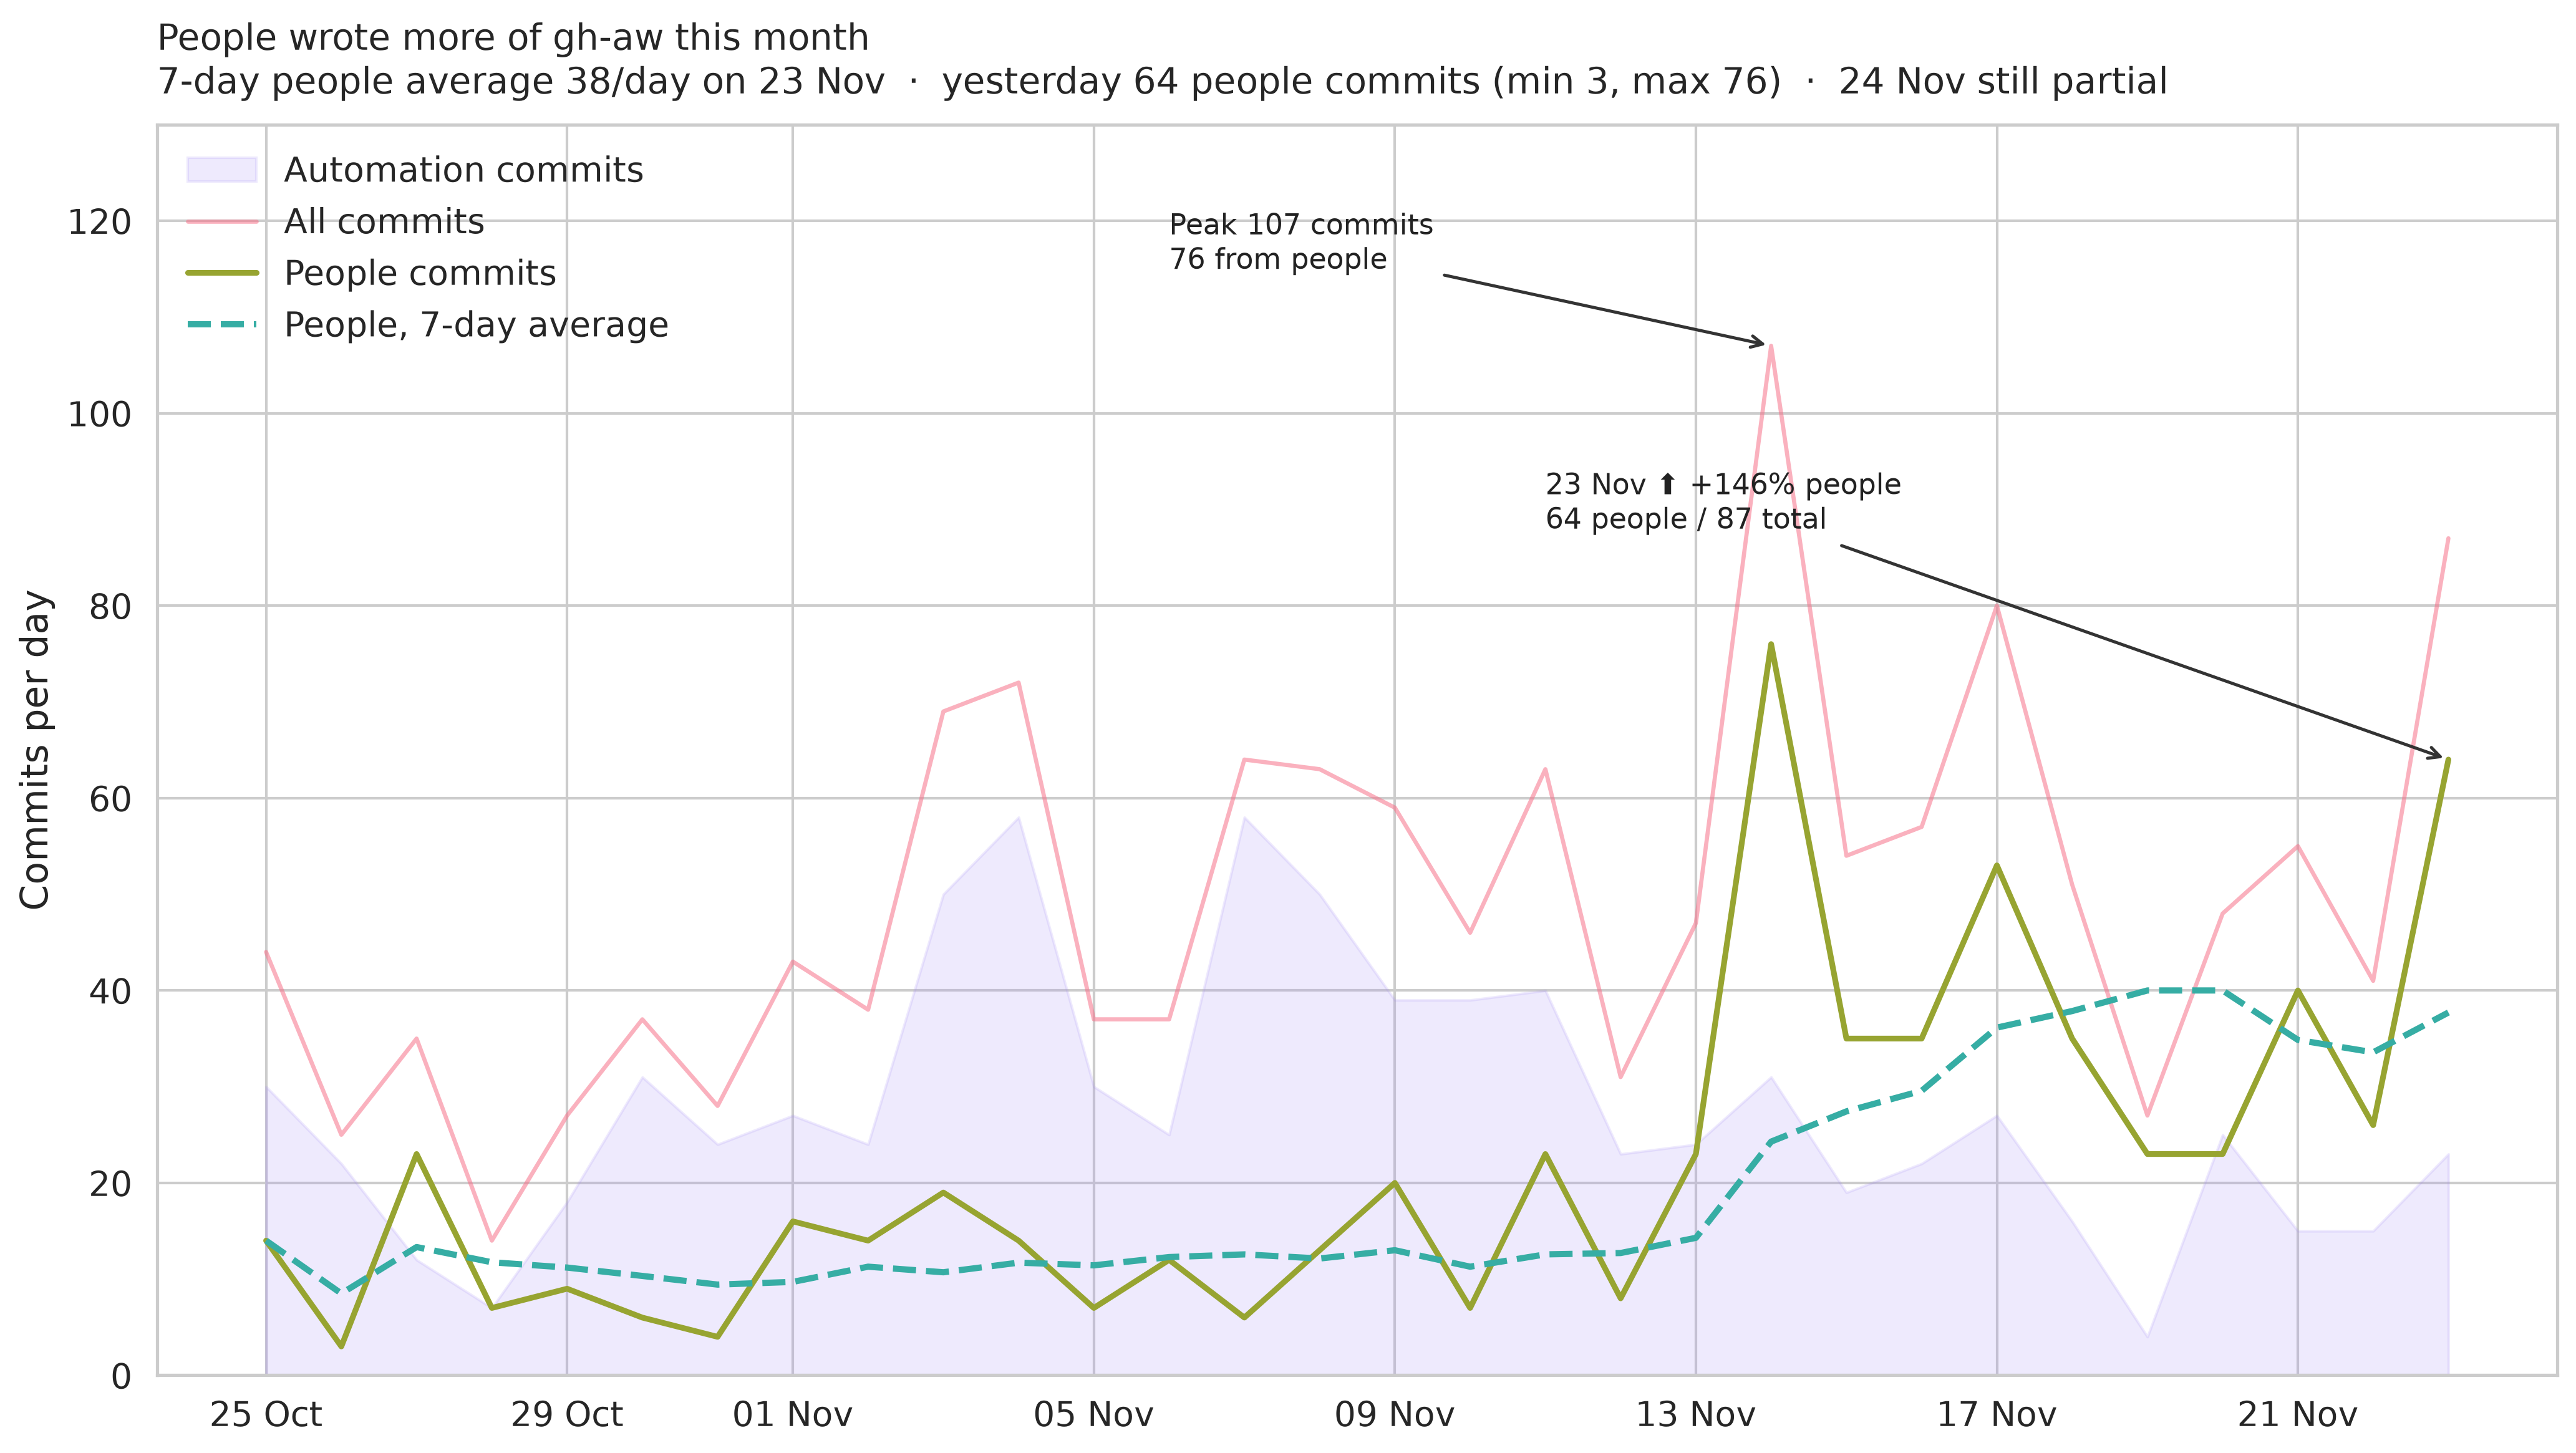 People wrote more of gh-aw this month
7-day people average 38/day on 23 Nov · yesterday 64 people commits (min 3, max 76) · 24 Nov still partial
Automation commits
All commits
People commits
People, 7-day average
Peak 107 commits
76 from people
23 Nov ⬆ +146% people
64 people / 87 total
Commits per day
120
100
80
60
40
20
0
25 Oct
29 Oct
01 Nov
05 Nov
09 Nov
13 Nov
17 Nov
21 Nov